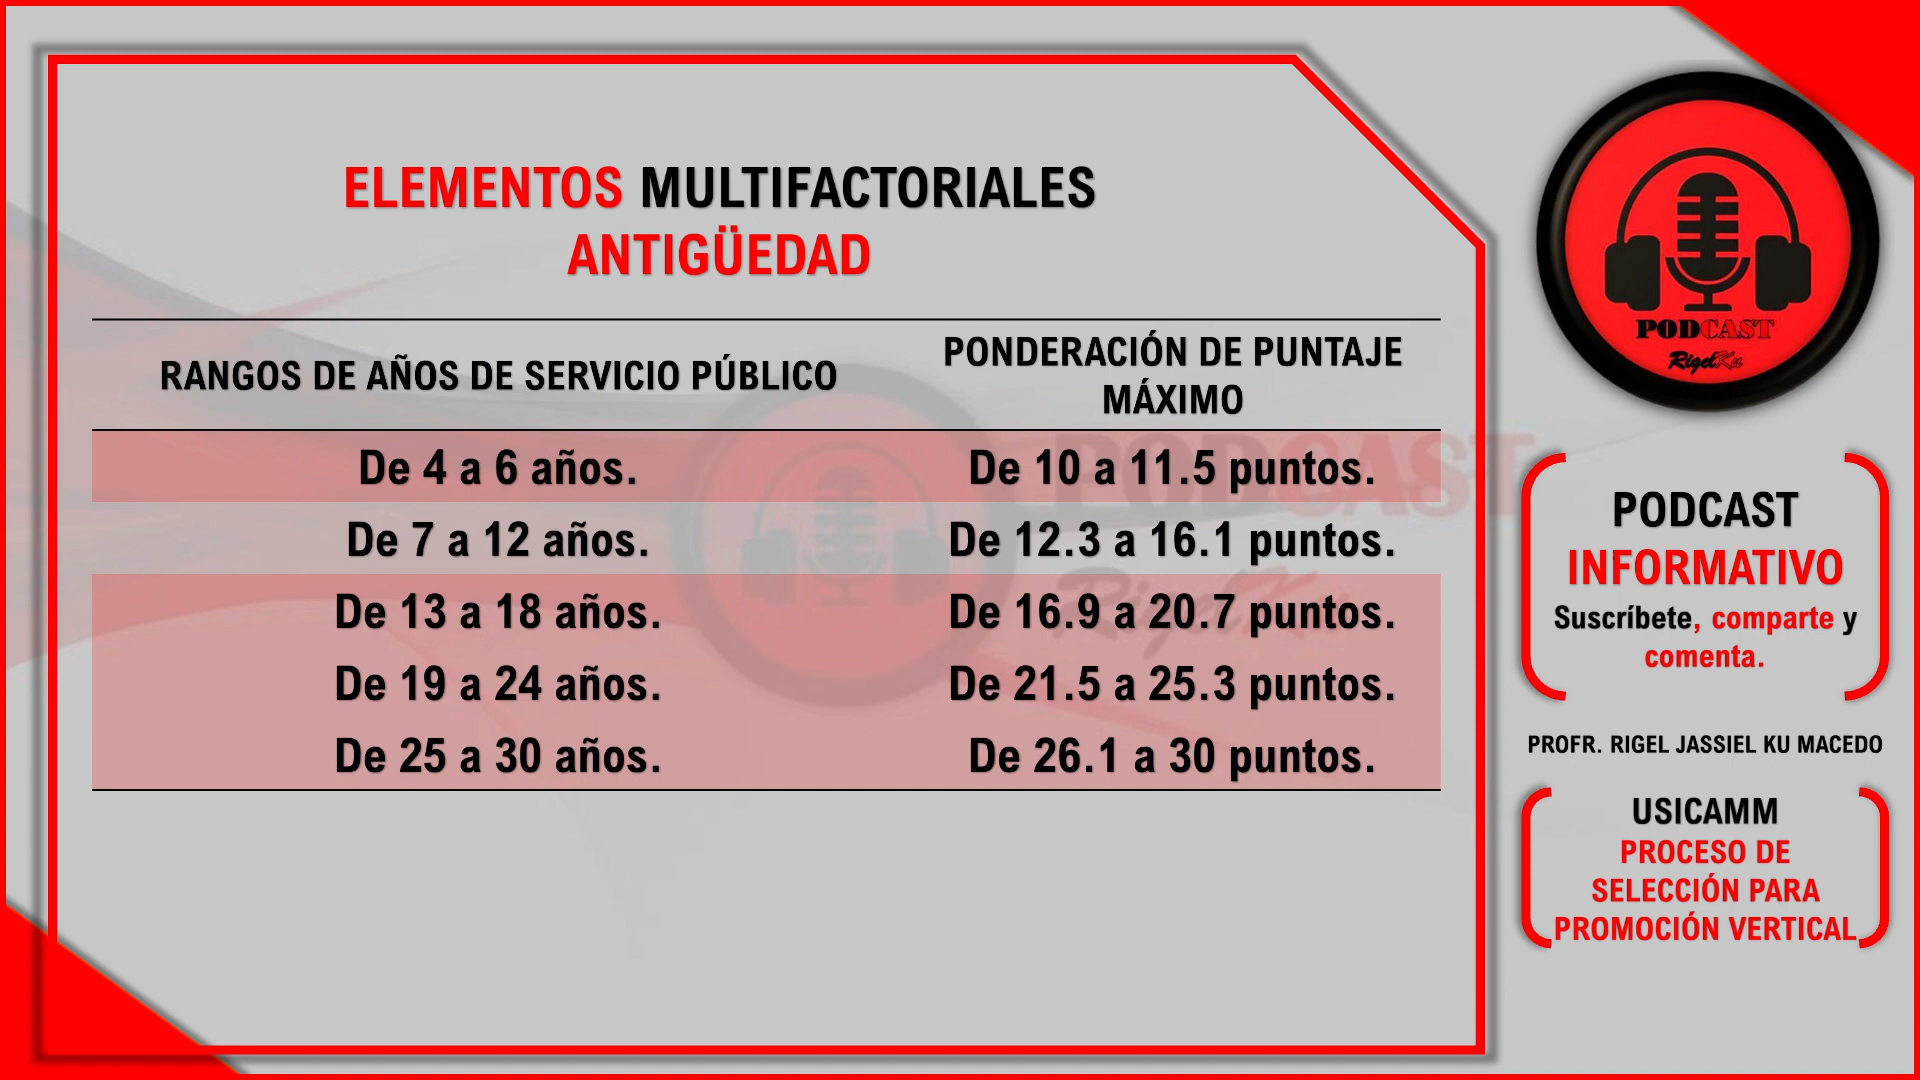 ELEMENTOS MULTIFACTORIALES
ANTIGÜEDAD
RANGOS DE AÑOS DE SERVICIO PÚBLICO
PONDERACIÓN DE PUNTAJE
MÁXIMO
De 4 a 6 años.
De 10 a 11.5 puntos.
De 7 a 12 años.
De 12.3 a 16.1 puntos.
De 13 a 18 años.
De 16.9 a 20.7 puntos.
De 19 a 24 años.
De 21.5 a 25.3 puntos.
De 25 a 30 años.
De 26.1 a 30 puntos.
PODCAST
RigelKu
PODCAST
RigelKu
PODCAST
INFORMATIVO
Suscríbete, comparte y
comenta.
PROFR. RIGEL JASSIEL KU MACEDO
USICAMM
PROCESO DE
SELECCIÓN PARA
PROMOCIÓN VERTICAL